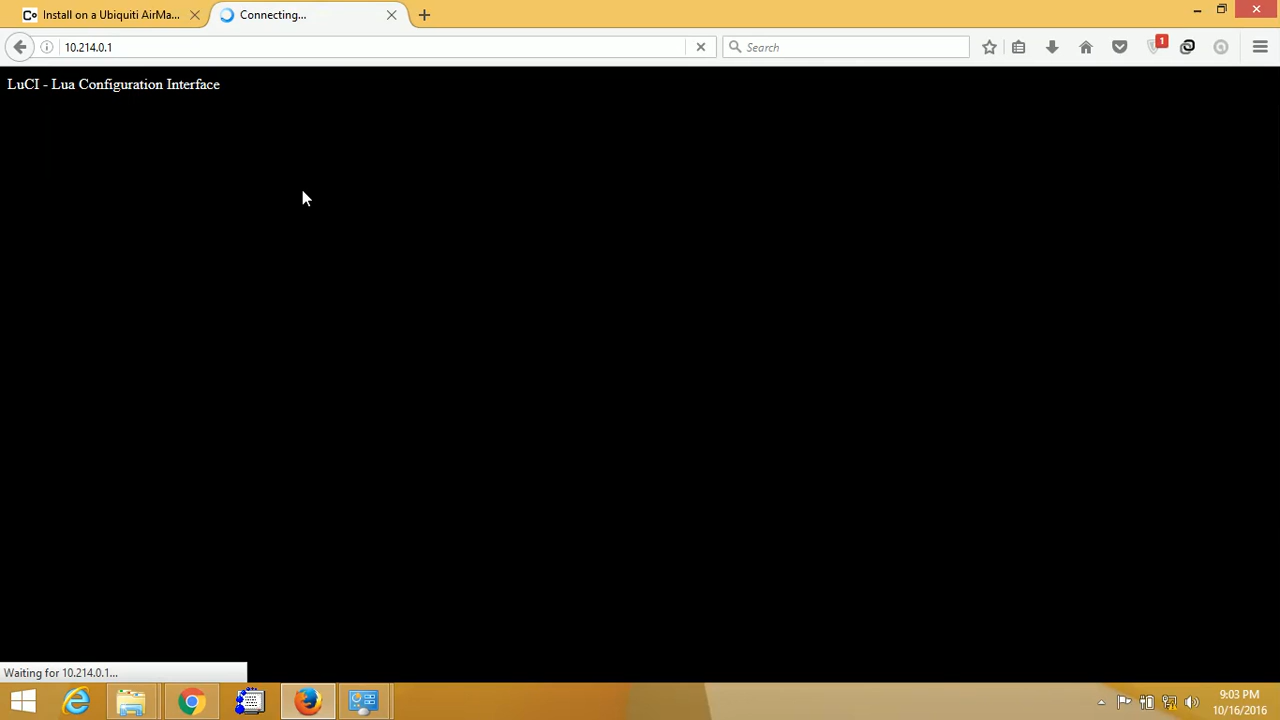 Install on a Ubiquiti AirMa...
Connecting...
10.214.0.1
Search
1
LuCI - Lua Configuration Interface
Waiting for 10.214.0.1...
9:03 PM
10/16/2016